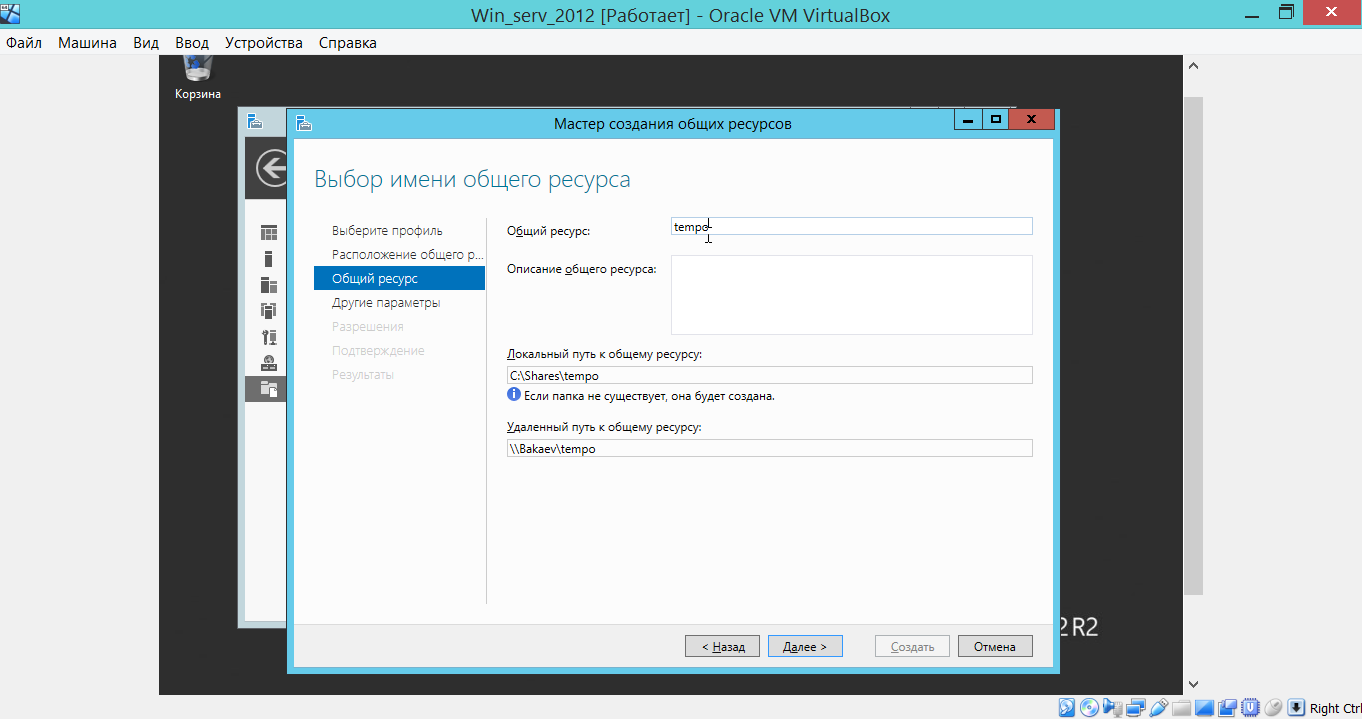 Win_serv_2012 [Работает] - Oracle VM VirtualBox
Файл Машина Вид Ввод Устройства Справка
Корзина
Мастер создания общих ресурсов
Выбор имени общего ресурса
Выберите профиль
Расположение общего р...
Общий ресурс
Другие параметры
Разрешения
Подтверждение
Результаты
Общий ресурс: tempo
Описание общего ресурса:
Локальный путь к общему ресурсу:
C:\Shares\tempo
Если папка не существует, она будет создана.
Удаленный путь к общему ресурсу:
\\Bakaev\tempo
2 R2
< Назад Далее > Создать Отмена
Right Ctrl